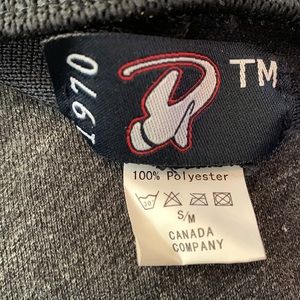 1970
TM
100% Polyester
30
S/M
CANADA
COMPANY